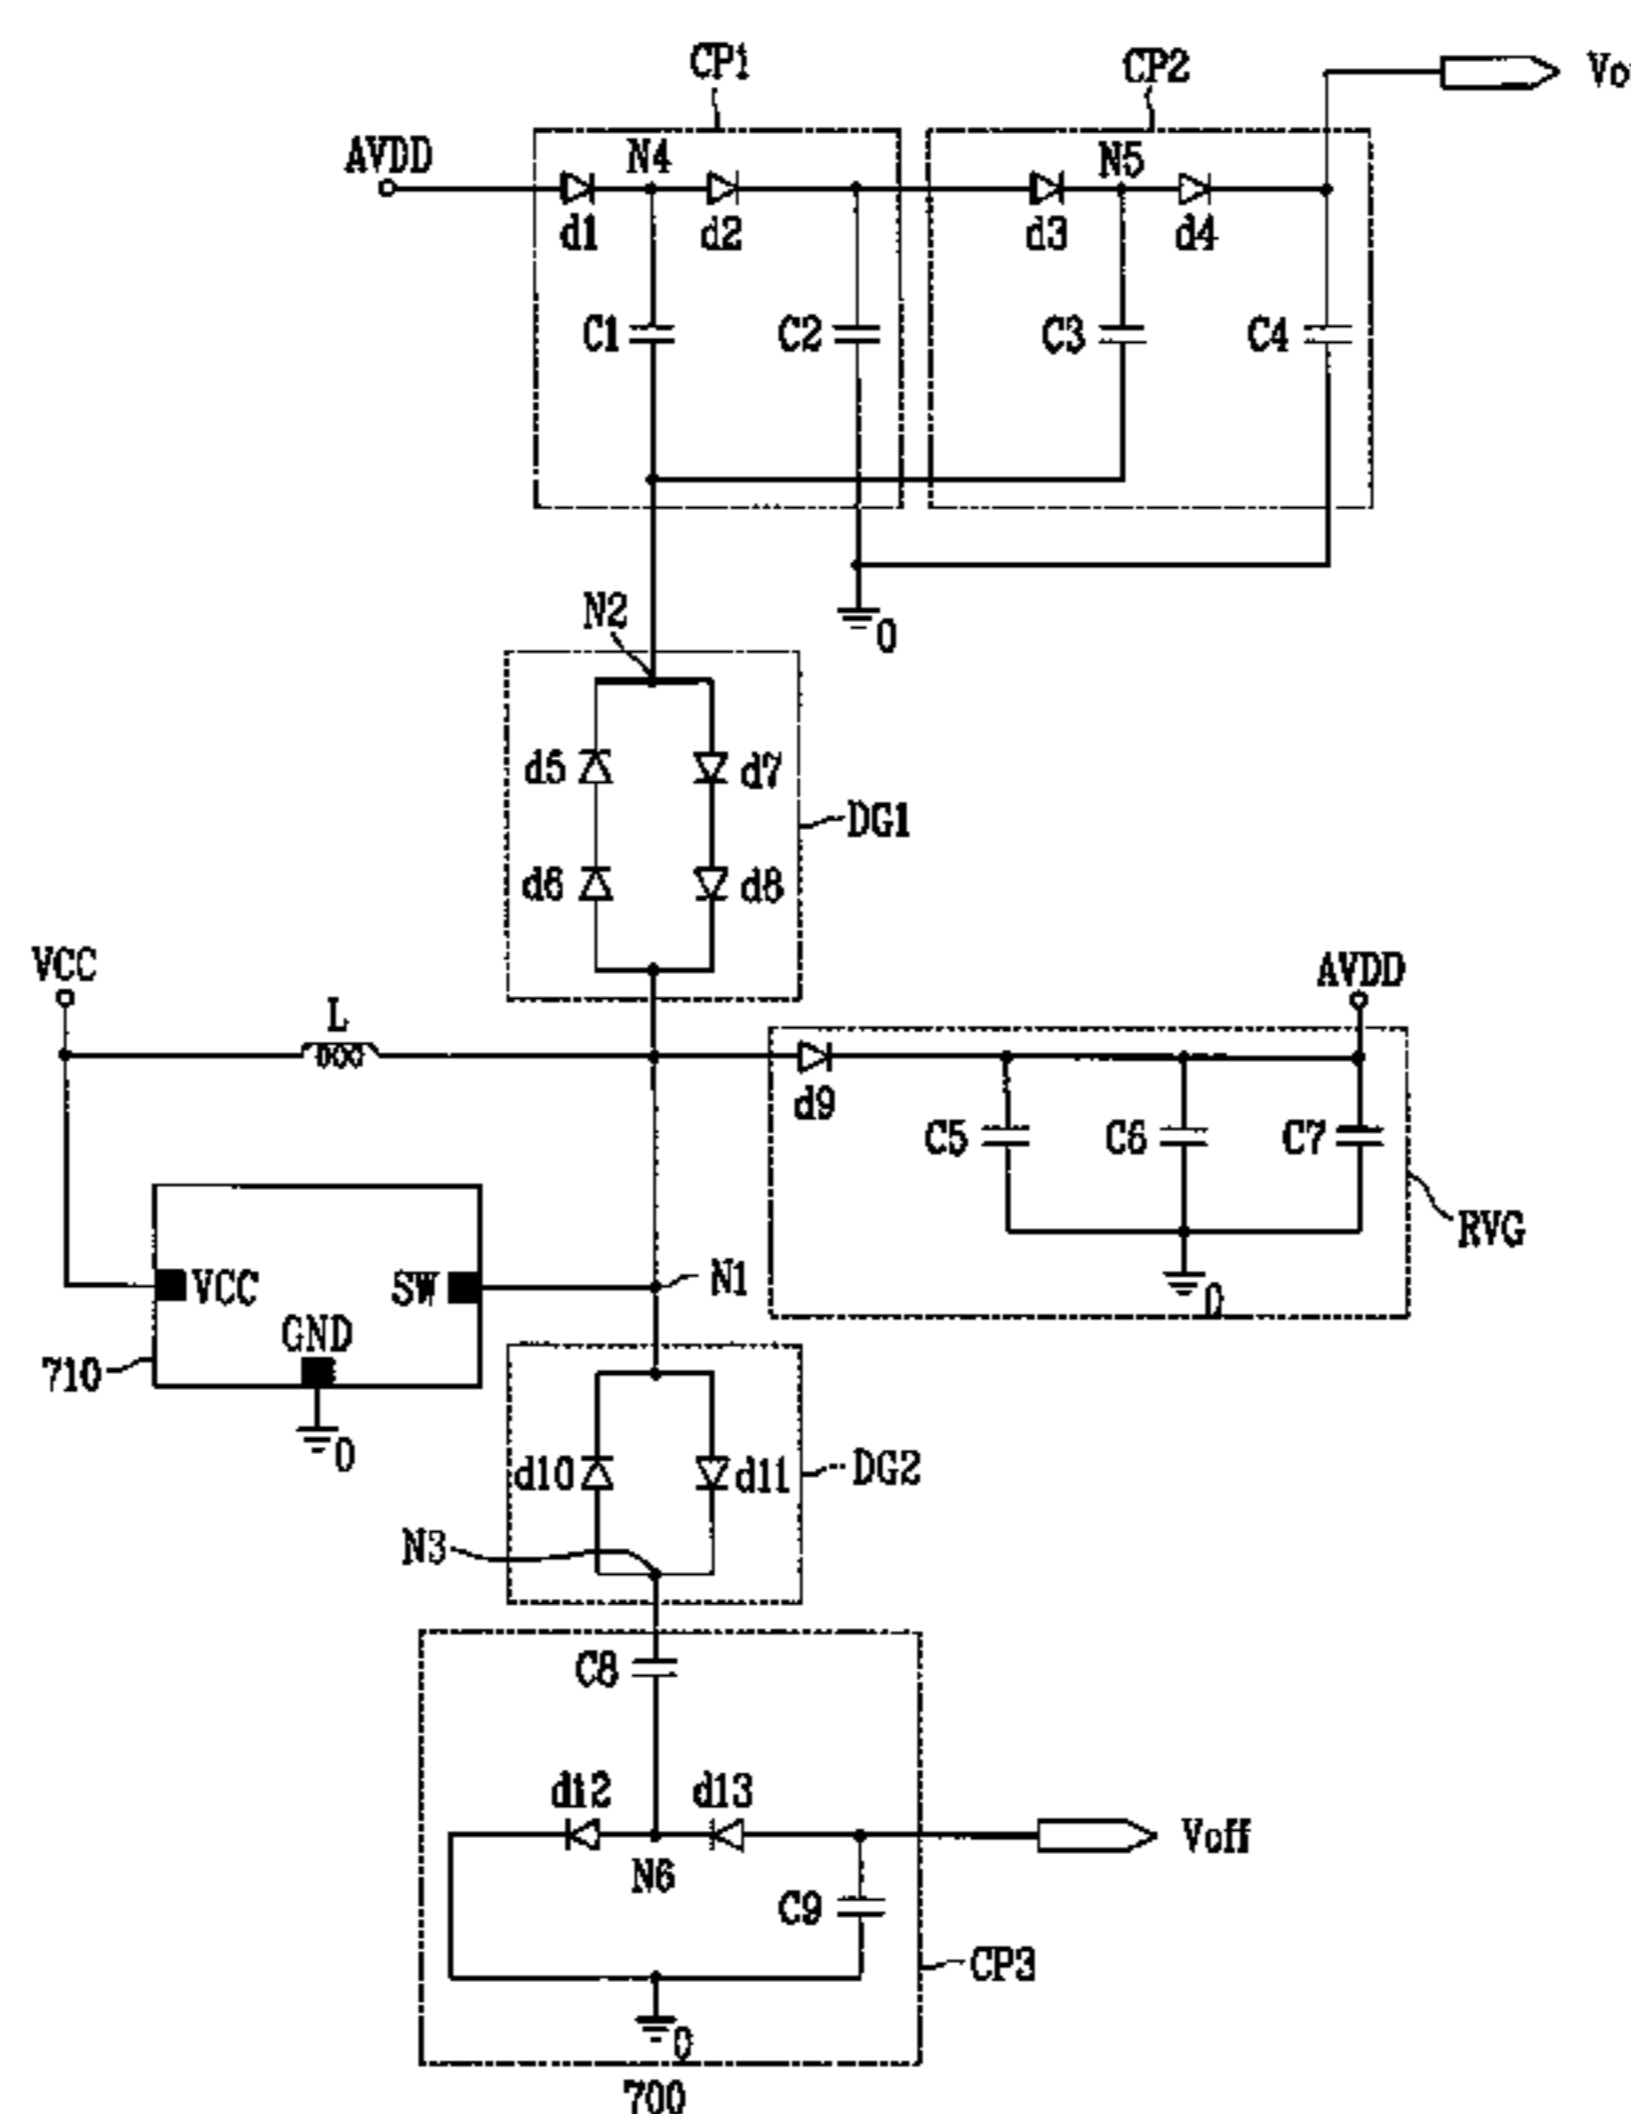 CP1
CP2
AVDD
N4
N5
d1
d2
d3
d4
C1
C2
C3
C4
N2
0
d5
d7
DG1
d6
d8
VCC
L
AVDD
d9
C5
C6
C7
RVG
VCC
SW
N1
0
GND
710
0
d10
d11
DG2
N3
C8
d12
d13
Voff
N6
C9
CP3
0
700